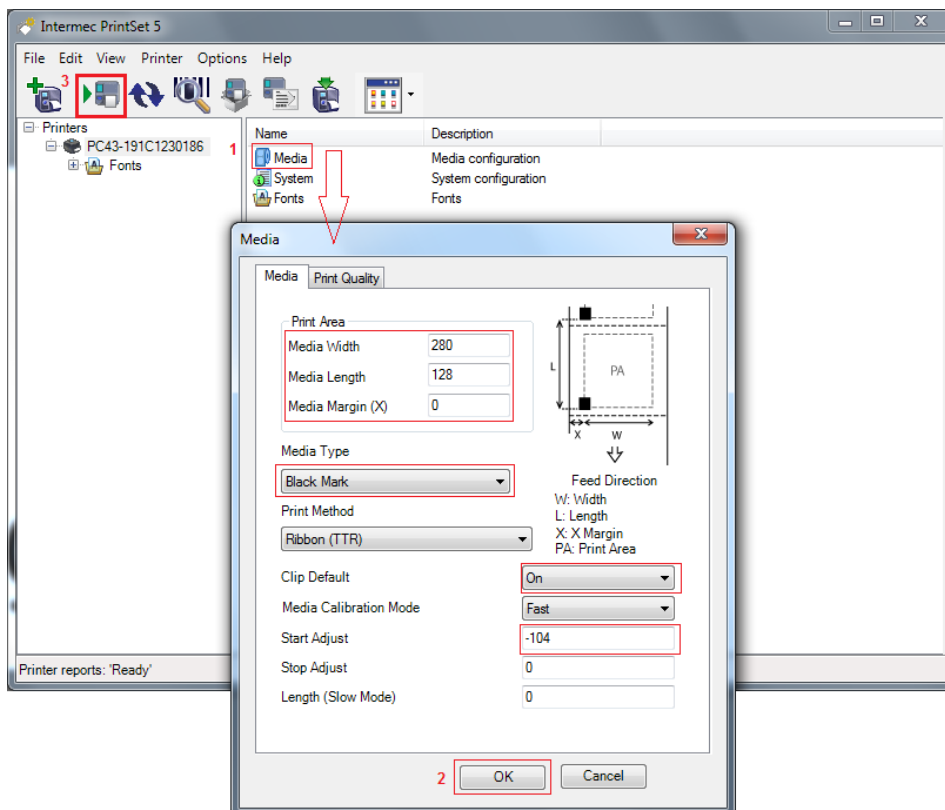 Intermec PrintSet 5
File Edit View Printer Options Help
3
Printers
PC43-191C1230186
Fonts
1
Name Description
Media Media configuration
System System configuration
Fonts Fonts
Media
Media Print Quality
Print Area
Media Width 280
Media Length 128
Media Margin (X) 0
L
PA
X W
Feed Direction
W: Width
L: Length
X: X Margin
PA: Print Area
Media Type
Black Mark
Print Method
Ribbon (TTR)
Clip Default On
Media Calibration Mode Fast
Start Adjust -104
Stop Adjust 0
Length (Slow Mode) 0
2 OK Cancel
Printer reports: 'Ready'